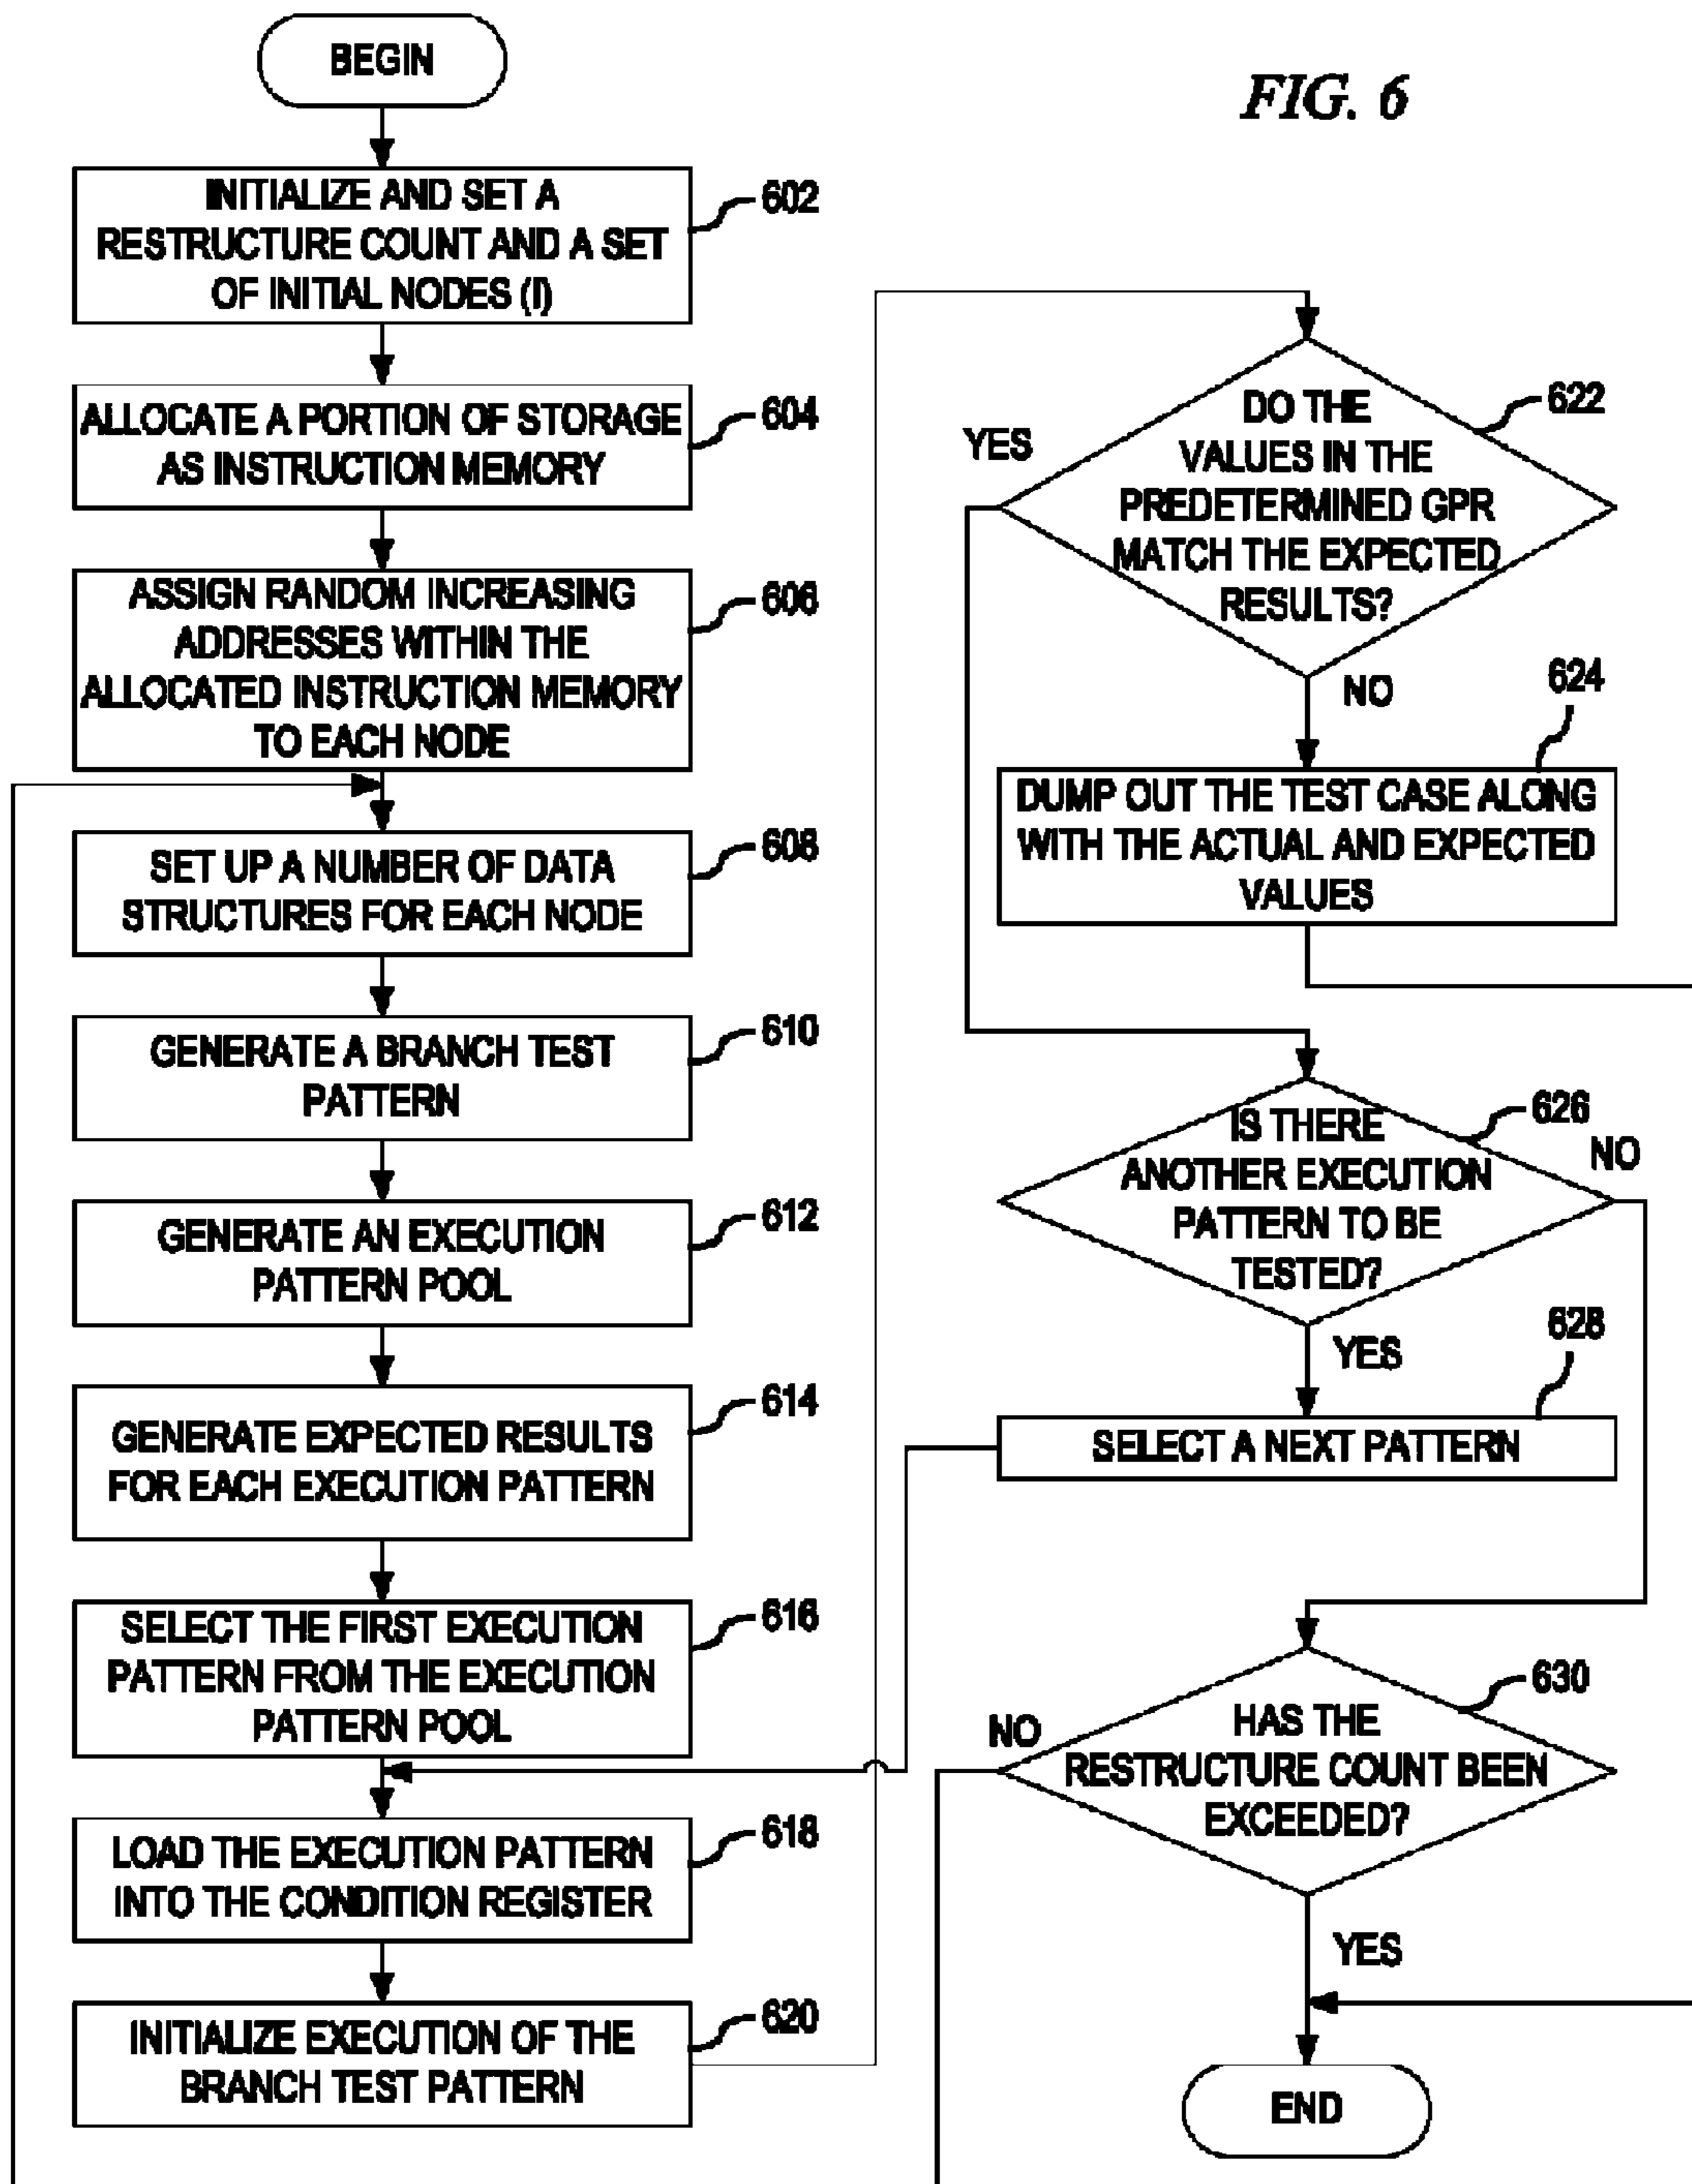 FIG. 6
BEGIN
INITIALIZE AND SET A
RESTRUCTURE COUNT AND A SET
OF INITIAL NODES (I)
602
ALLOCATE A PORTION OF STORAGE
AS INSTRUCTION MEMORY
604
ASSIGN RANDOM INCREASING
ADDRESSES WITHIN THE
ALLOCATED INSTRUCTION MEMORY
TO EACH NODE
606
SET UP A NUMBER OF DATA
STRUCTURES FOR EACH NODE
608
GENERATE A BRANCH TEST
PATTERN
610
GENERATE AN EXECUTION
PATTERN POOL
612
GENERATE EXPECTED RESULTS
FOR EACH EXECUTION PATTERN
614
SELECT THE FIRST EXECUTION
PATTERN FROM THE EXECUTION
PATTERN POOL
616
LOAD THE EXECUTION PATTERN
INTO THE CONDITION REGISTER
618
INITIALIZE EXECUTION OF THE
BRANCH TEST PATTERN
620
DO THE
VALUES IN THE
PREDETERMINED GPR
MATCH THE EXPECTED
RESULTS?
622
YES
NO
DUMP OUT THE TEST CASE ALONG
WITH THE ACTUAL AND EXPECTED
VALUES
624
IS THERE
ANOTHER EXECUTION
PATTERN TO BE
TESTED?
626
NO
YES
SELECT A NEXT PATTERN
628
HAS THE
RESTRUCTURE COUNT BEEN
EXCEEDED?
630
NO
YES
END